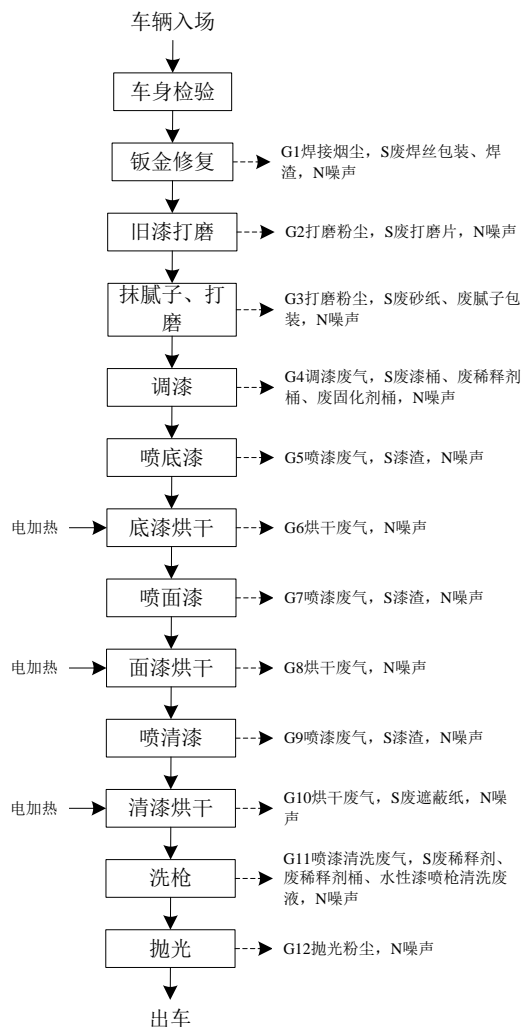 车辆入场
车身检验
钣金修复
G1焊接烟尘，S废焊丝包装、焊
渣，N噪声
旧漆打磨
G2打磨粉尘，S废打磨片，N噪声
抹腻子、打
磨
G3打磨粉尘，S废砂纸、废腻子包
装，N噪声
调漆
G4调漆废气，S废漆桶、废稀释剂
桶、废固化剂桶，N噪声
喷底漆
G5喷漆废气，S漆渣，N噪声
电加热
底漆烘干
G6烘干废气，N噪声
喷面漆
G7喷漆废气，S漆渣，N噪声
电加热
面漆烘干
G8烘干废气，N噪声
喷清漆
G9喷漆废气，S漆渣，N噪声
电加热
清漆烘干
G10烘干废气，S废遮蔽纸，N噪
声
洗枪
G11喷漆清洗废气，S废稀释剂、
废稀释剂桶、水性漆喷枪清洗废
液，N噪声
抛光
G12抛光粉尘，N噪声
出车